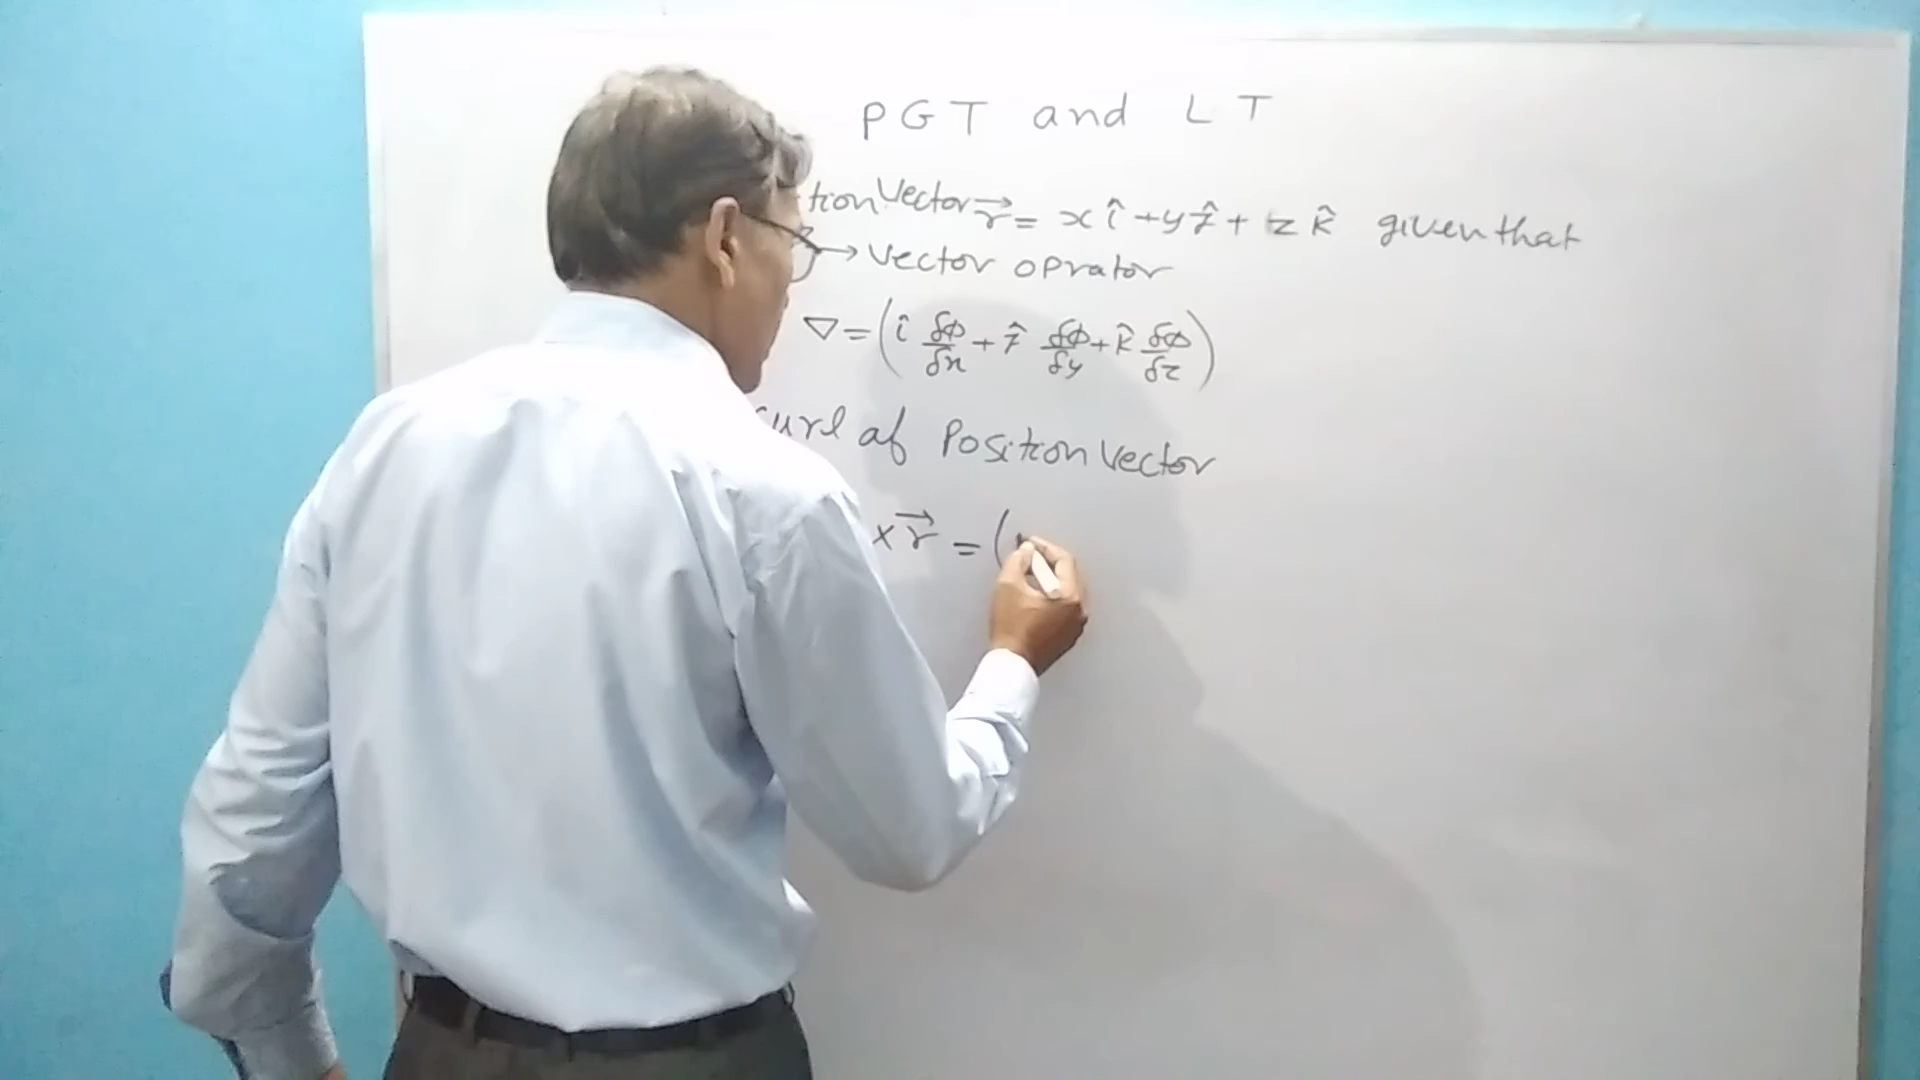 PGT and LT
tion Vector r⃗ = x î + y ĵ + z k̂ given that
→ Vector oprator
∇ = ( î δφ/δx + ĵ δφ/δy + k̂ δφ/δz )
curl of Position Vector
× r⃗ = (